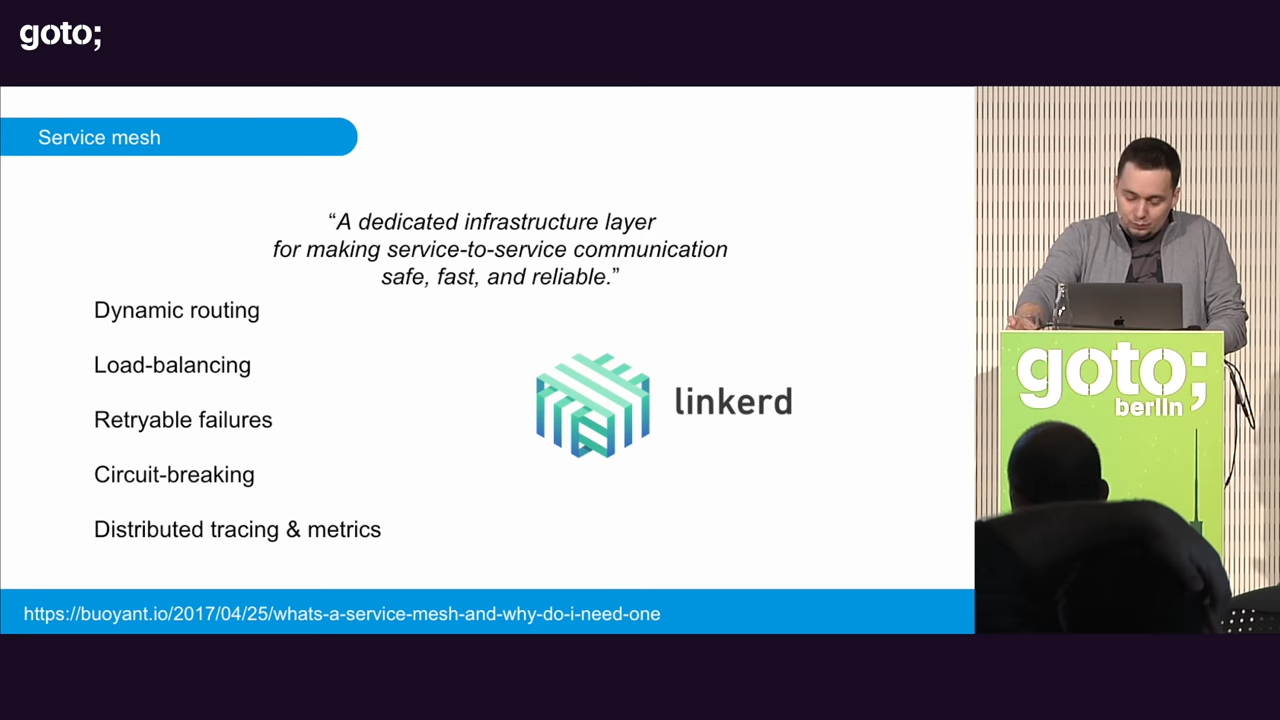 goto;
Service mesh
“A dedicated infrastructure layer
for making service-to-service communication
safe, fast, and reliable.”
Dynamic routing
Load-balancing
Retryable failures
Circuit-breaking
Distributed tracing & metrics
linkerd
https://buoyant.io/2017/04/25/whats-a-service-mesh-and-why-do-i-need-one
goto;
berlin